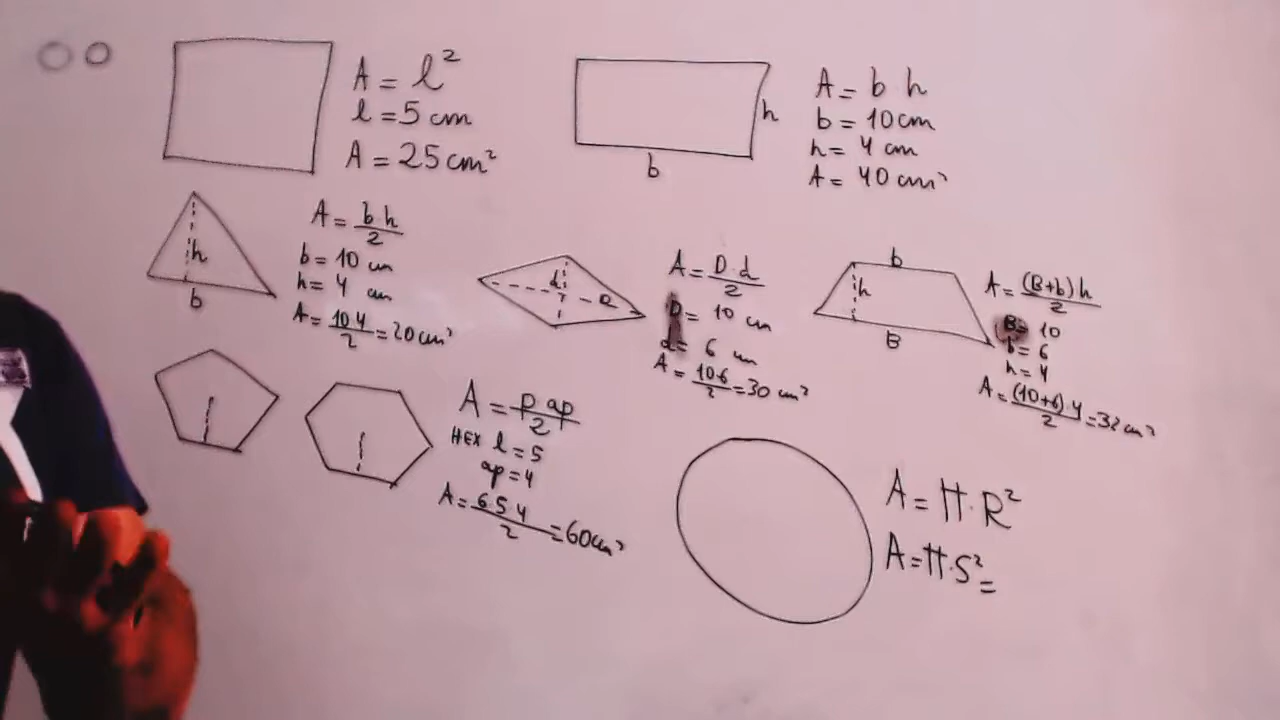 A = l²
l = 5 cm
A = 25 cm²
h
b
A = b h
b = 10 cm
h = 4 cm
A = 40 cm²
h
b
A = b h / 2
b = 10 cm
h = 4 cm
A = 10 4 / 2 = 20 cm²
d
D
A = D·d / 2
D = 10 cm
d = 6 cm
A = 10 6 / 2 = 30 cm²
b
h
B
A = (B+b) h / 2
B = 10
b = 6
h = 4
A = (10+6)·4 / 2 = 32 cm²
A = p ap / 2
HEX l = 5
ap = 4
A = 6 5 4 / 2 = 60 cm²
A = π·R²
A = π·5² =